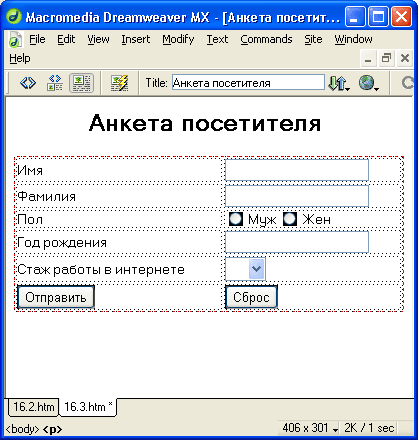 Macromedia Dreamweaver MX - [Анкета посетит...
File Edit View Insert Modify Text Commands Site Window
Help
Title: Анкета посетителя
Анкета посетителя
Имя
Фамилия
Пол Муж Жен
Год рождения
Стаж работы в интернете
Отправить Сброс
16.2.htm 16.3.htm *
<body> <p> 406 x 301 2K / 1 sec